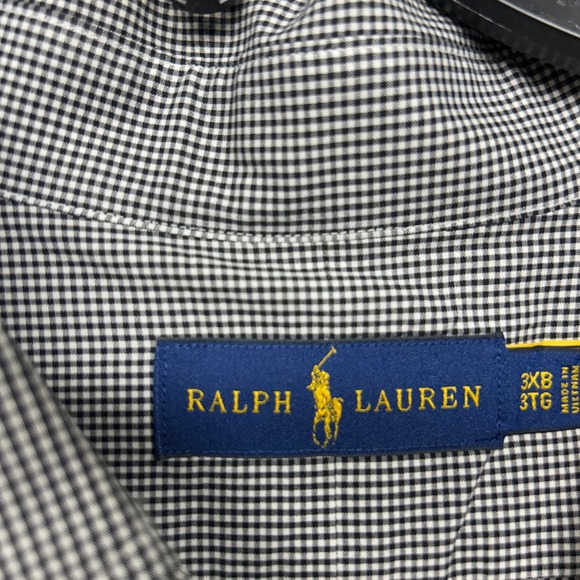 RALPH LAUREN
3XB
3TG
MADE IN
VIETNAM